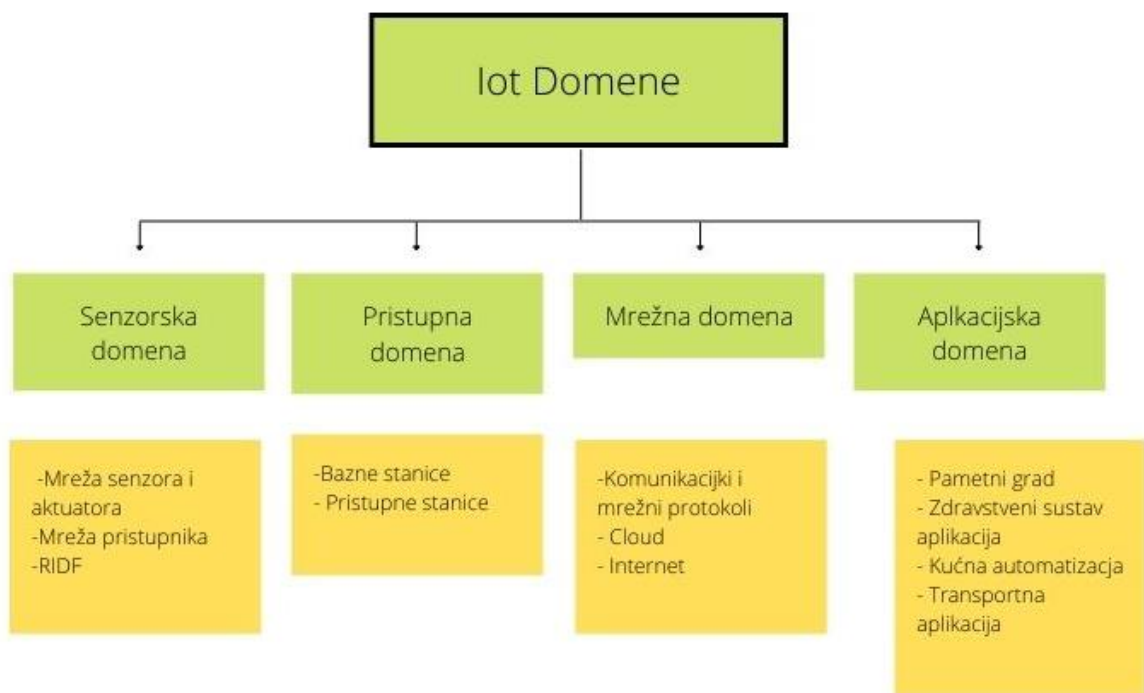 Iot Domene
Senzorska
domena
Pristupna
domena
Mrežna domena
Aplkacijska
domena
-Mreža senzora i
aktuatora
-Mreža pristupnika
-RIDF
-Bazne stanice
- Pristupne stanice
-Komunikacijki i
mrežni protokoli
- Cloud
- Internet
- Pametni grad
- Zdravstveni sustav
aplikacija
- Kućna automatizacja
- Transportna
aplikacija